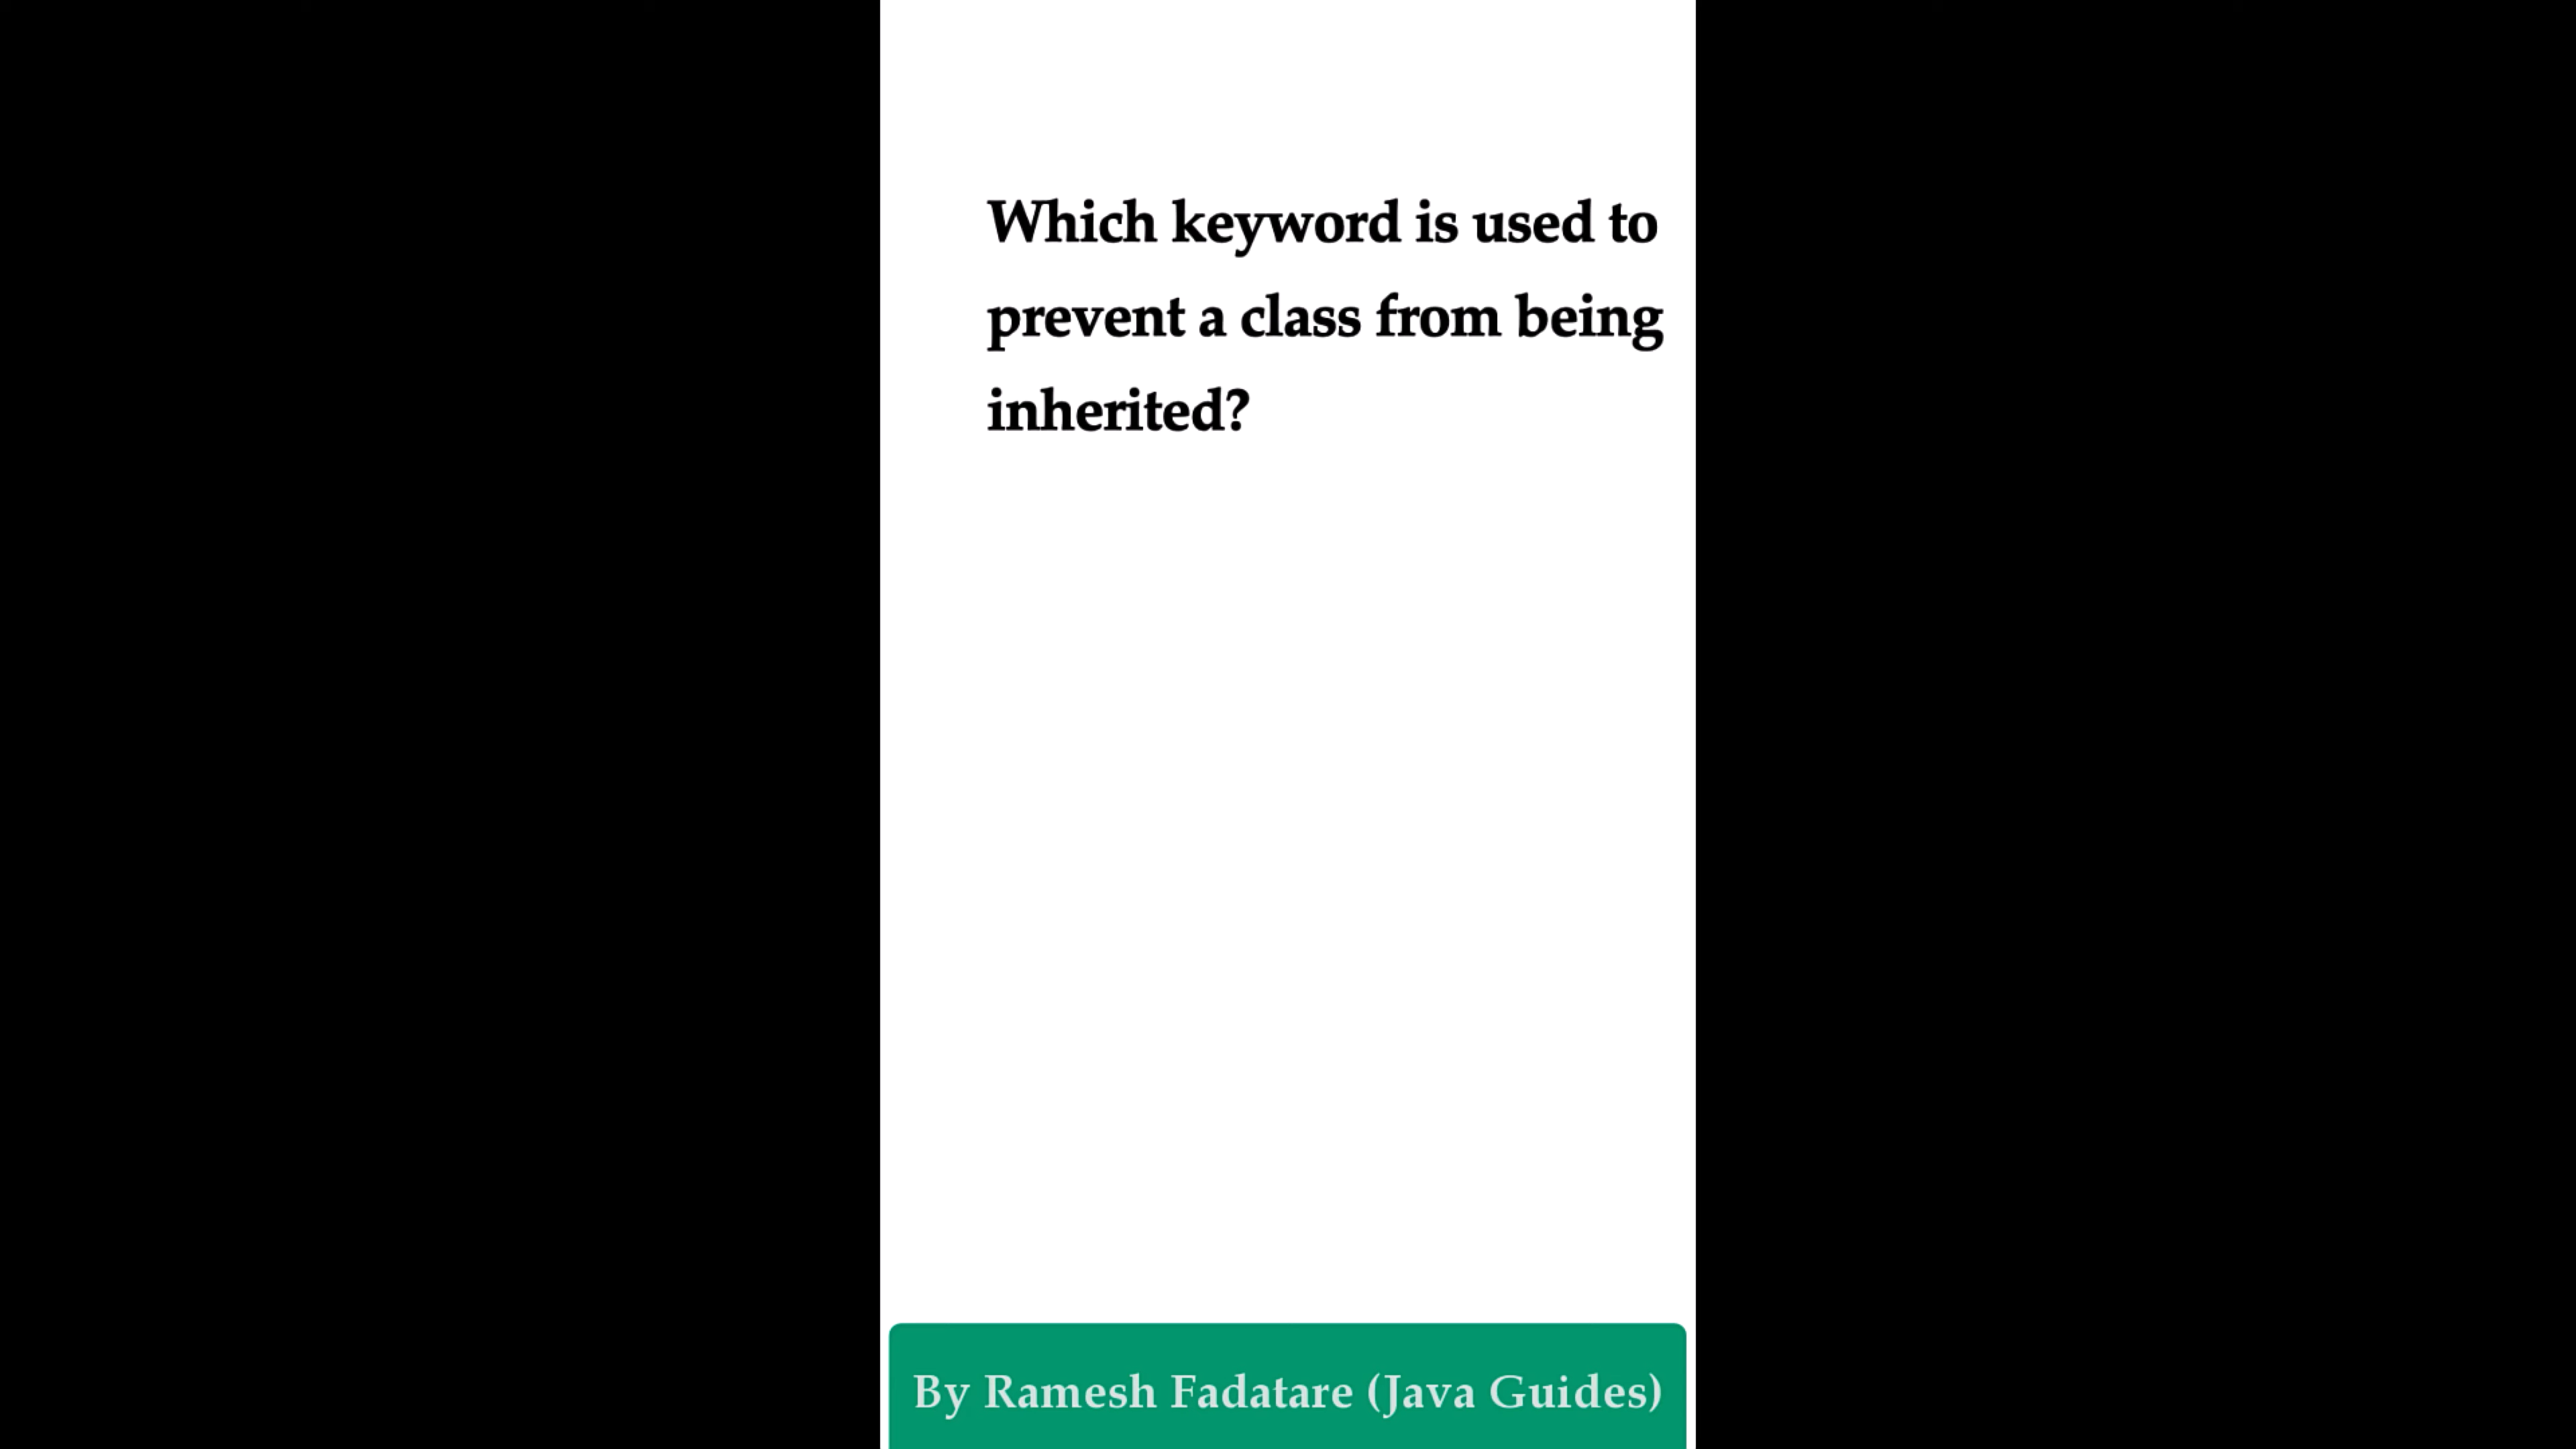 Which keyword is used to
prevent a class from being
inherited?
By Ramesh Fadatare (Java Guides)